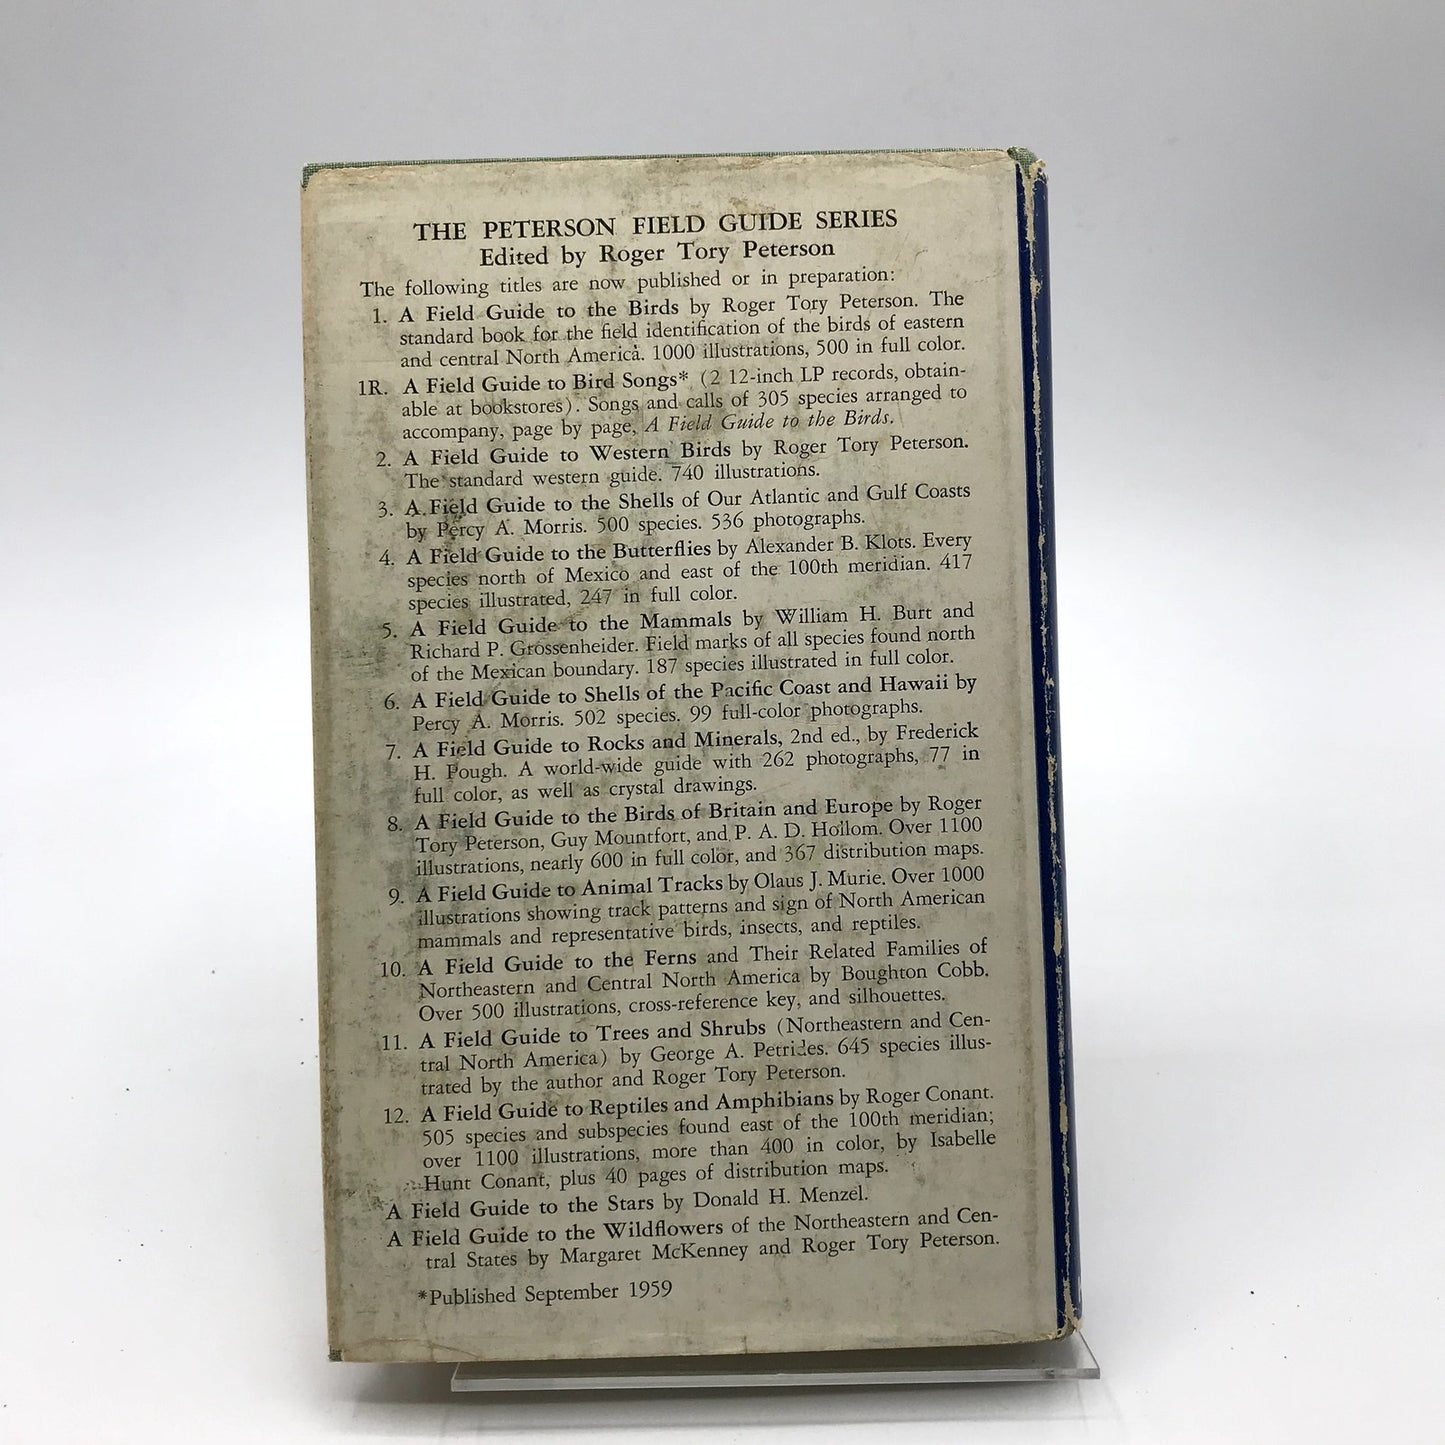 THE PETERSON FIELD GUIDE SERIES
Edited by Roger Tory Peterson
The following titles are now published or in preparation:
1. A Field Guide to the Birds by Roger Tory Peterson. The
standard book for the field identification of the birds of eastern
and central North America. 1000 illustrations, 500 in full color.
1R. A Field Guide to Bird Songs* (2 12-inch LP records, obtain-
able at bookstores). Songs and calls of 305 species arranged to
accompany, page by page, A Field Guide to the Birds.
2. A Field Guide to Western Birds by Roger Tory Peterson.
The standard western guide. 740 illustrations.
3. A Field Guide to the Shells of Our Atlantic and Gulf Coasts
by Percy A. Morris. 500 species. 536 photographs.
4. A Field Guide to the Butterflies by Alexander B. Klots. Every
species north of Mexico and east of the 100th meridian. 417
species illustrated, 247 in full color.
5. A Field Guide to the Mammals by William H. Burt and
Richard P. Grossenheider. Field marks of all species found north
of the Mexican boundary. 187 species illustrated in full color.
6. A Field Guide to Shells of the Pacific Coast and Hawaii by
Percy A. Morris. 502 species. 99 full-color photographs.
7. A Field Guide to Rocks and Minerals, 2nd ed., by Frederick
H. Pough. A world-wide guide with 262 photographs, 77 in
full color, as well as crystal drawings.
8. A Field Guide to the Birds of Britain and Europe by Roger
Tory Peterson, Guy Mountfort, and P. A. D. Hollom. Over 1100
illustrations, nearly 600 in full color, and 367 distribution maps.
9. A Field Guide to Animal Tracks by Olaus J. Murie. Over 1000
illustrations showing track patterns and sign of North American
mammals and representative birds, insects, and reptiles.
10. A Field Guide to the Ferns and Their Related Families of
Northeastern and Central North America by Boughton Cobb.
Over 500 illustrations, cross-reference key, and silhouettes.
11. A Field Guide to Trees and Shrubs (Northeastern and Cen-
tral North America) by George A. Petrides. 645 species illus-
trated by the author and Roger Tory Peterson.
12. A Field Guide to Reptiles and Amphibians by Roger Conant.
505 species and subspecies found east of the 100th meridian;
over 1100 illustrations, more than 400 in color, by Isabelle
Hunt Conant, plus 40 pages of distribution maps.
A Field Guide to the Stars by Donald H. Menzel.
A Field Guide to the Wildflowers of the Northeastern and Cen-
tral States by Margaret McKenney and Roger Tory Peterson.
*Published September 1959